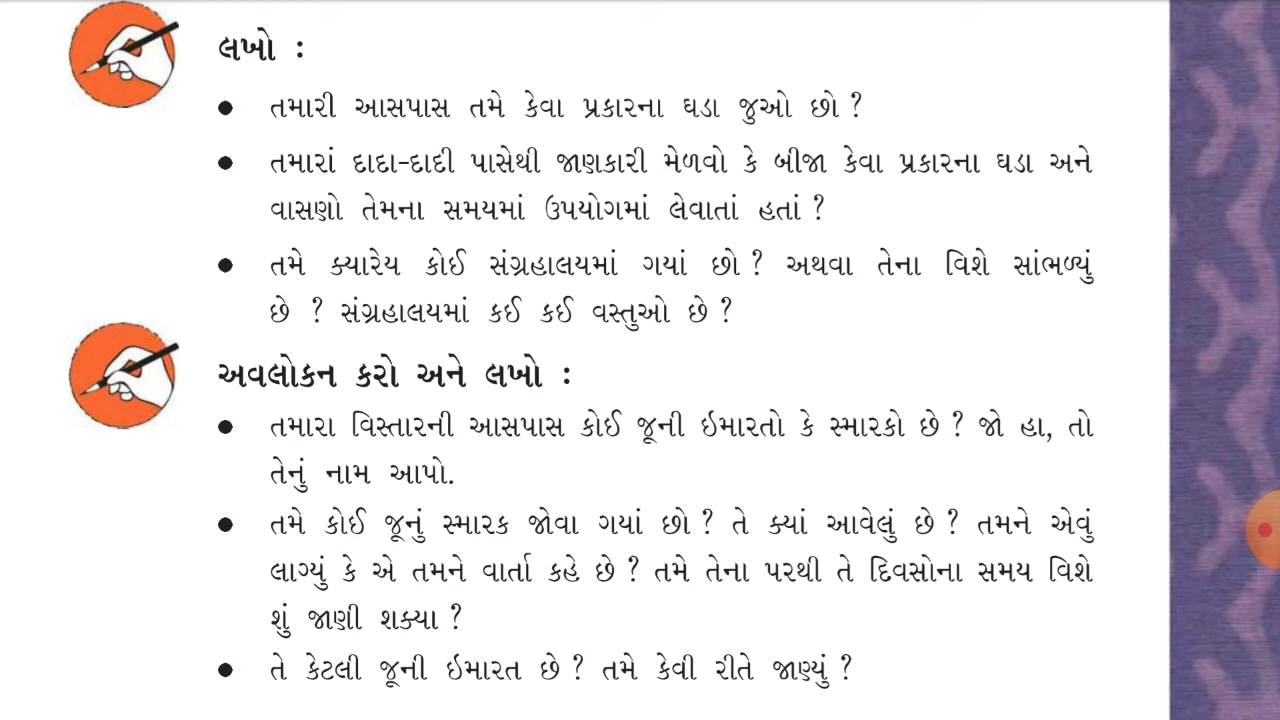 લખો :
• તમારી આસપાસ તમે કેવા પ્રકારના ઘડા જુઓ છો ?
• તમારાં દાદા-દાદી પાસેથી જાણકારી મેળવો કે બીજા કેવા પ્રકારના ઘડા અને
વાસણો તેમના સમયમાં ઉપયોગમાં લેવાતાં હતાં ?
• તમે ક્યારેય કોઈ સંગ્રહાલયમાં ગયાં છો ? અથવા તેના વિશે સાંભળ્યું
છે ? સંગ્રહાલયમાં કઈ કઈ વસ્તુઓ છે ?
અવલોકન કરો અને લખો :
• તમારા વિસ્તારની આસપાસ કોઈ જૂની ઇમારતો કે સ્મારકો છે ? જો હા, તો
તેનું નામ આપો.
• તમે કોઈ જૂનું સ્મારક જોવા ગયાં છો ? તે ક્યાં આવેલું છે ? તમને એવું
લાગ્યું કે એ તમને વાર્તા કહે છે ? તમે તેના પરથી તે દિવસોના સમય વિશે
શું જાણી શક્યા ?
• તે કેટલી જૂની ઇમારત છે ? તમે કેવી રીતે જાણ્યું ?